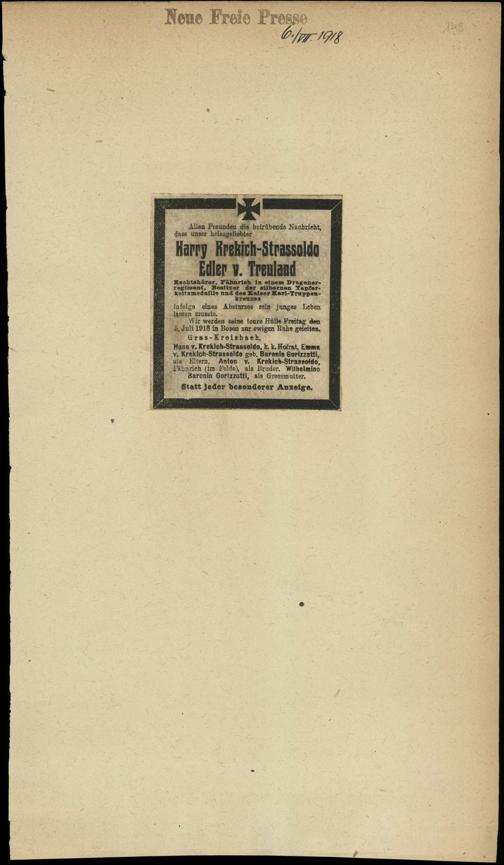 Neue Freie Presse
6./VII. 1918
Allen Freunden die betrübende Nachricht,
dass unser heissgeliebter
Harry Krekich-Strassoldo
Edler v. Treuland
Rechtshörer, Fähnrich in einem Dragoner-
regiment, Besitzer der silbernen Tapfer-
keitsmedaille und des Kaiser Karl-Truppen-
kreuzes
infolge eines Absturzes sein junges Leben
lassen musste.
Wir werden seine teure Hülle Freitag den
5. Juli 1918 in Bozen zur ewigen Ruhe geleiten.
Graz-Kroisbach.
Hans v. Krekich-Strassoldo, k. k. Hofrat, Emma
v. Krekich-Strassoldo geb. Baronin Gorizzutti,
als Eltern. Anton v. Krekich-Strassoldo,
Fähnrich (im Felde), als Bruder. Wilhelmine
Baronin Gorizzutti, als Grossmutter.
Statt jeder besonderer Anzeige.